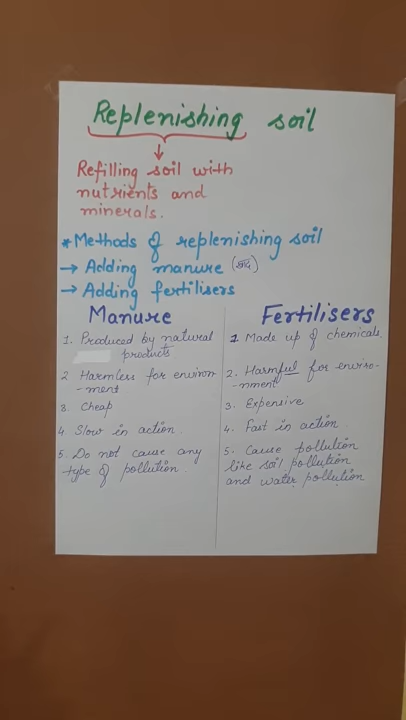 Replenishing soil
Refilling soil with
nutrients and
minerals.
* Methods of replenishing soil
→ Adding manure (खाद)
→ Adding fertilisers
Manure
1. Produced by natural
products
2 Harmless for environ
-ment
3. Cheap
4 Slow in action.
5. Do not cause any
type of pollution.
Fertilisers
1 Made up of chemicals.
2. Harmful for enviro-
-nment
3. Expensive
4. Fast in action
5. Cause pollution
like soil pollution
and water pollution